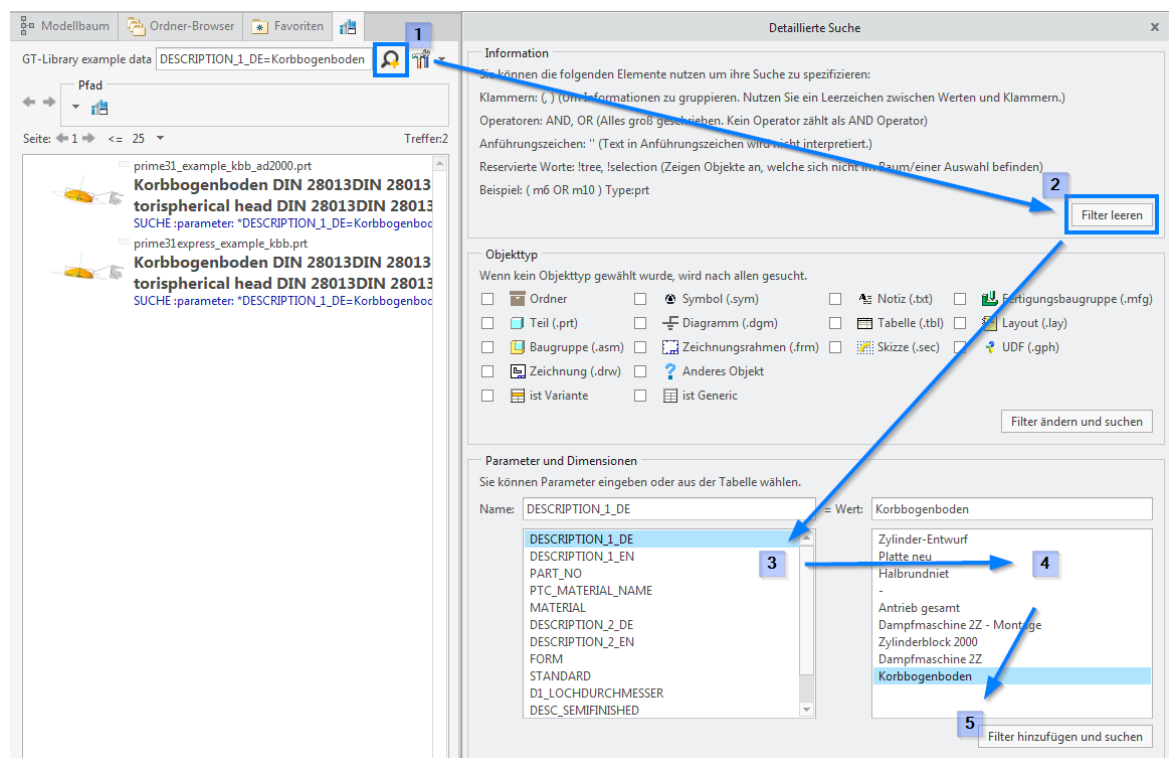 Modellbaum Ordner-Browser Favoriten
1
GT-Library example data DESCRIPTION_1_DE=Korbbogenboden
Pfad
Seite: 1 <= 25 Treffer:2
prime31_example_kbb_ad2000.prt
Korbbogenboden DIN 28013DIN 28013
torispherical head DIN 28013DIN 28013
SUCHE :parameter: *DESCRIPTION_1_DE=Korbbogenboc
prime31express_example_kbb.prt
Korbbogenboden DIN 28013DIN 28013
torispherical head DIN 28013DIN 28013
SUCHE :parameter: *DESCRIPTION_1_DE=Korbbogenboc
Detaillierte Suche x
Information
Sie können die folgenden Elemente nutzen um ihre Suche zu spezifizieren:
Klammern: (, ) (Um Informationen zu gruppieren. Nutzen Sie ein Leerzeichen zwischen Werten und Klammern.)
Operatoren: AND, OR (Alles groß geschrieben. Kein Operator zählt als AND Operator)
Anführungszeichen: '' (Text in Anführungszeichen wird nicht interpretiert.)
Reservierte Worte: !tree, !selection (Zeigen Objekte an, welche sich nicht im Baum/einer Auswahl befinden)
Beispiel: ( m6 OR m10 ) Type:prt
2
Filter leeren
Objekttyp
Wenn kein Objekttyp gewählt wurde, wird nach allen gesucht.
Ordner Symbol (.sym) Notiz (.txt) Fertigungsbaugruppe (.mfg)
Teil (.prt) Diagramm (.dgm) Tabelle (.tbl) Layout (.lay)
Baugruppe (.asm) Zeichnungsrahmen (.frm) Skizze (.sec) UDF (.gph)
Zeichnung (.drw) Anderes Objekt
ist Variante ist Generic
Filter ändern und suchen
Parameter und Dimensionen
Sie können Parameter eingeben oder aus der Tabelle wählen.
Name: DESCRIPTION_1_DE = Wert: Korbbogenboden
DESCRIPTION_1_DE
DESCRIPTION_1_EN
PART_NO
PTC_MATERIAL_NAME
MATERIAL
DESCRIPTION_2_DE
DESCRIPTION_2_EN
FORM
STANDARD
D1_LOCHDURCHMESSER
DESC_SEMIFINISHED
3
Zylinder-Entwurf
Platte neu
Halbrundniet
-
Antrieb gesamt
Dampfmaschine 2Z - Montage
Zylinderblock 2000
Dampfmaschine 2Z
Korbbogenboden
4
5
Filter hinzufügen und suchen